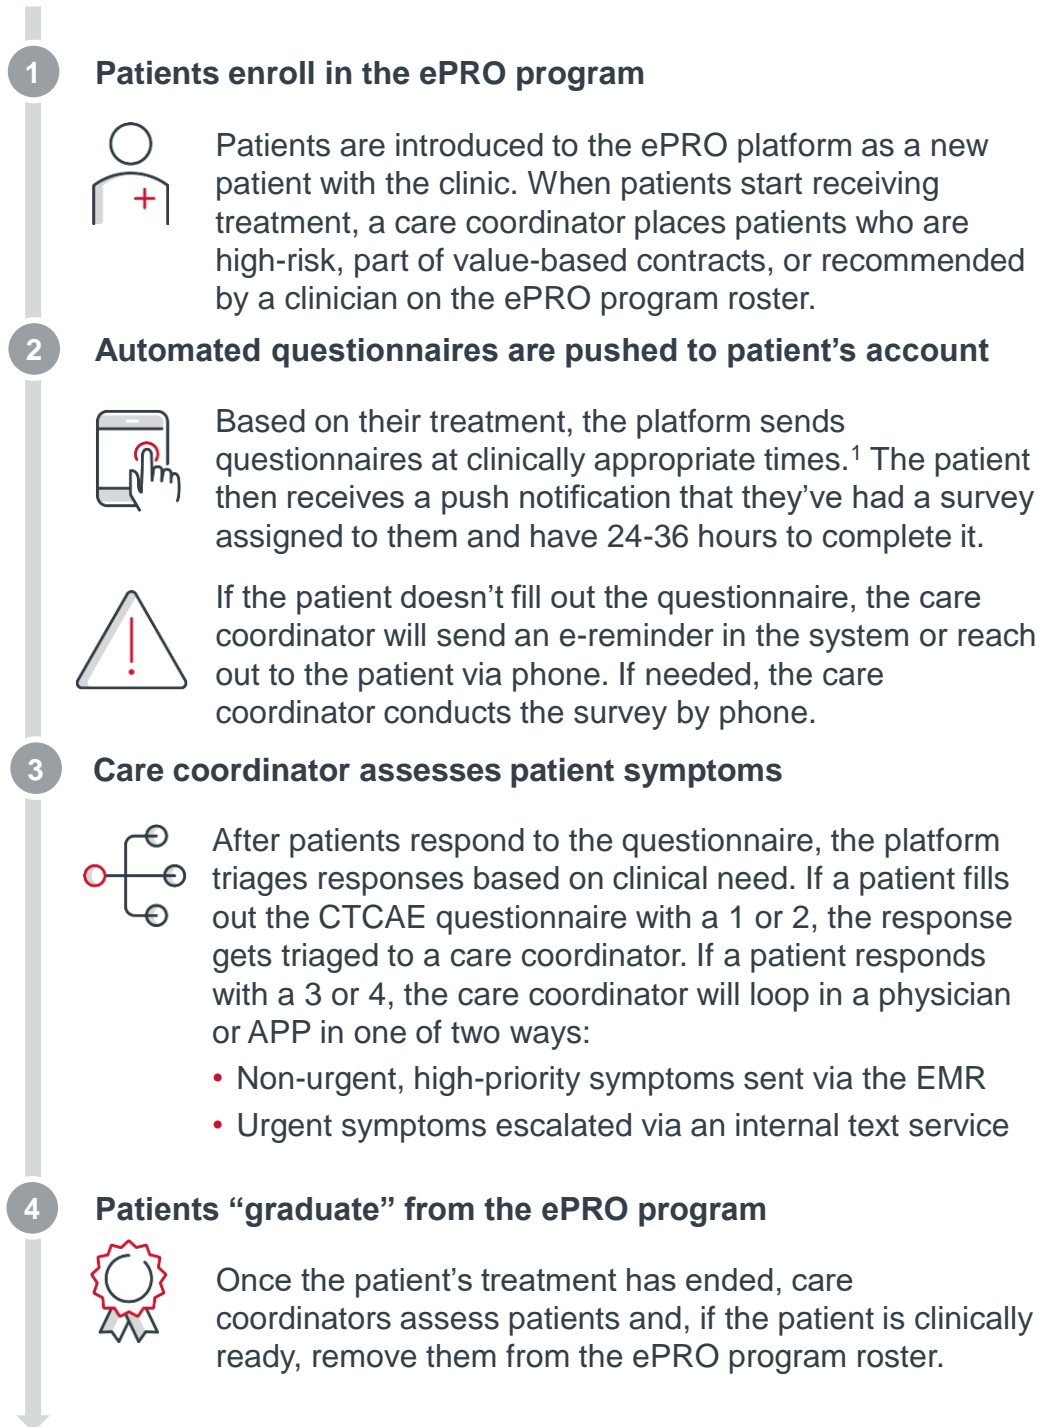 1
Patients enroll in the ePRO program
Patients are introduced to the ePRO platform as a new
patient with the clinic. When patients start receiving
treatment, a care coordinator places patients who are
high-risk, part of value-based contracts, or recommended
by a clinician on the ePRO program roster.
2
Automated questionnaires are pushed to patient’s account
Based on their treatment, the platform sends
questionnaires at clinically appropriate times.¹ The patient
then receives a push notification that they’ve had a survey
assigned to them and have 24-36 hours to complete it.
If the patient doesn’t fill out the questionnaire, the care
coordinator will send an e-reminder in the system or reach
out to the patient via phone. If needed, the care
coordinator conducts the survey by phone.
3
Care coordinator assesses patient symptoms
After patients respond to the questionnaire, the platform
triages responses based on clinical need. If a patient fills
out the CTCAE questionnaire with a 1 or 2, the response
gets triaged to a care coordinator. If a patient responds
with a 3 or 4, the care coordinator will loop in a physician
or APP in one of two ways:
• Non-urgent, high-priority symptoms sent via the EMR
• Urgent symptoms escalated via an internal text service
4
Patients “graduate” from the ePRO program
Once the patient’s treatment has ended, care
coordinators assess patients and, if the patient is clinically
ready, remove them from the ePRO program roster.